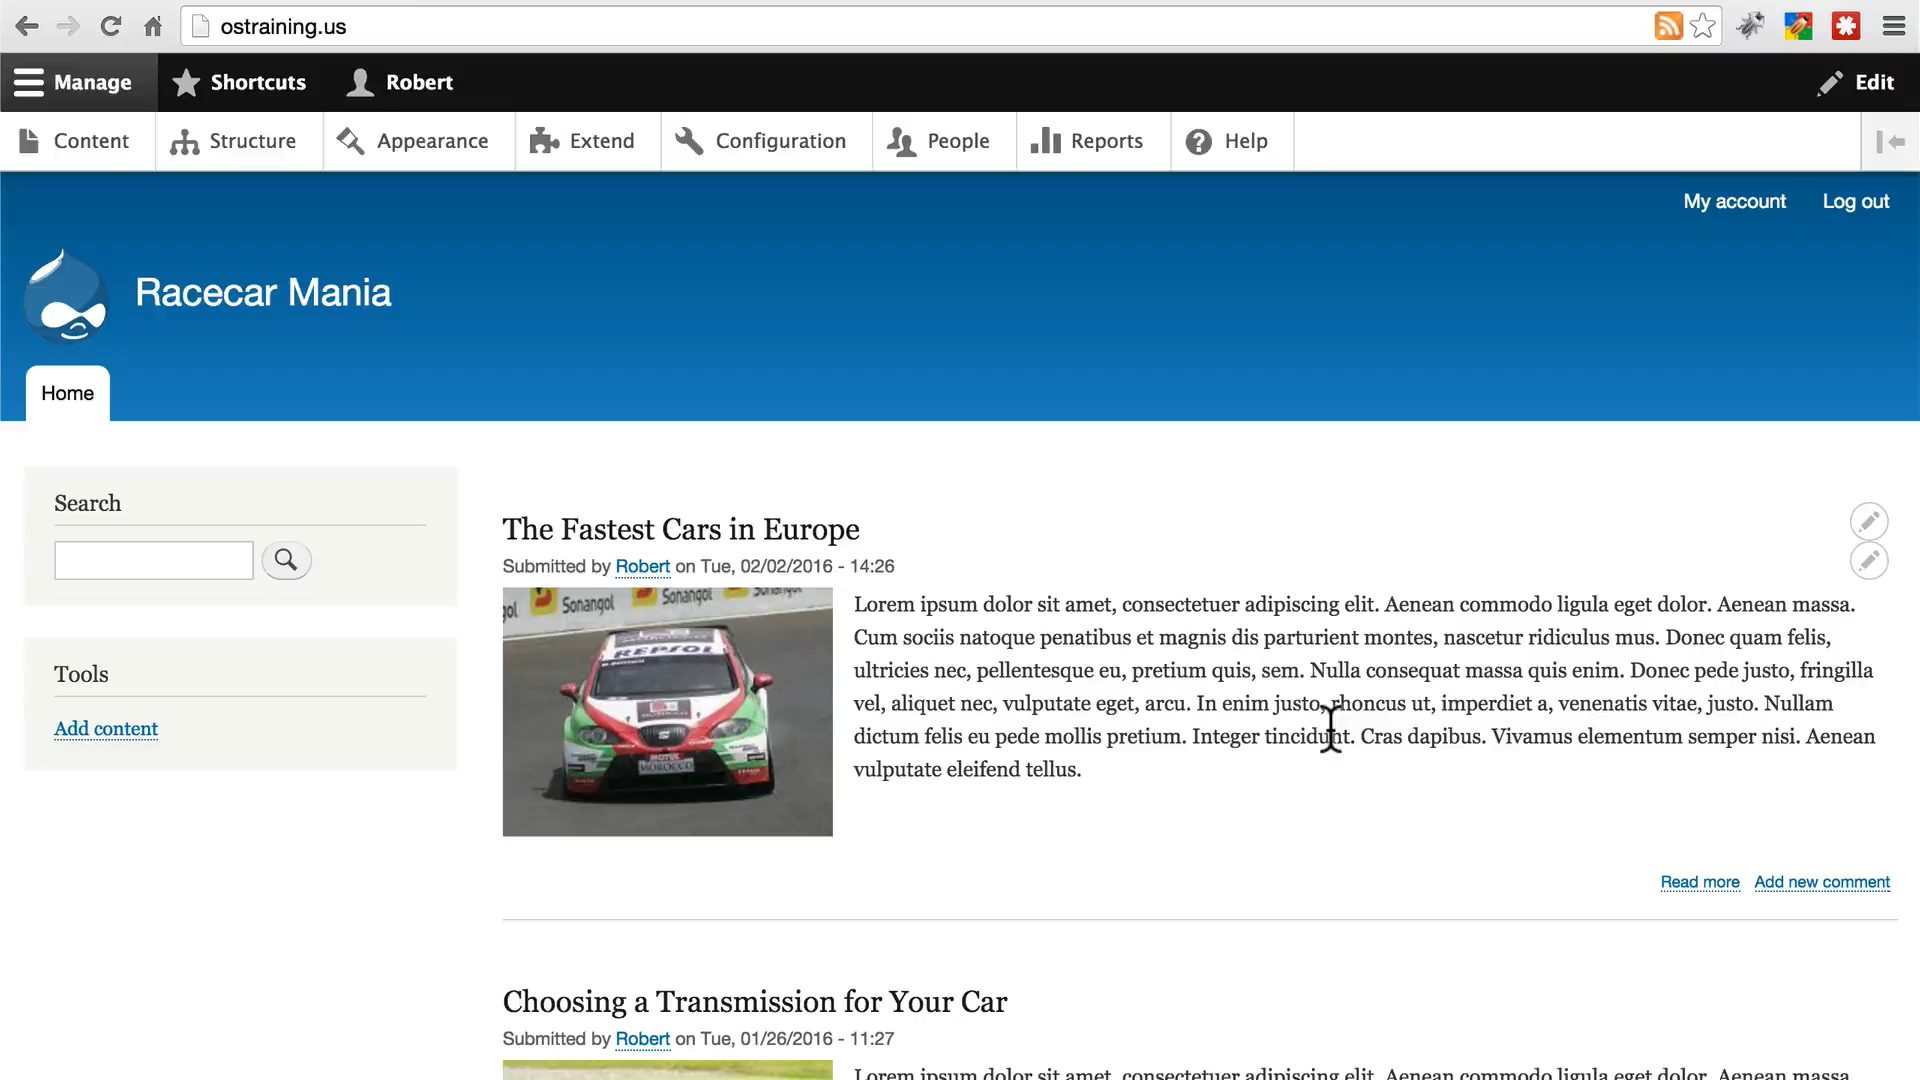 ostraining.us
Manage Shortcuts Robert Edit
Content Structure Appearance Extend Configuration People Reports Help
My account Log out
Racecar Mania
Home
Search
Tools
Add content
The Fastest Cars in Europe
Submitted by Robert on Tue, 02/02/2016 - 14:26
gol Sonangol
REPSOL
MOTUL
MOROCCO
Lorem ipsum dolor sit amet, consectetuer adipiscing elit. Aenean commodo ligula eget dolor. Aenean massa.
Cum sociis natoque penatibus et magnis dis parturient montes, nascetur ridiculus mus. Donec quam felis,
ultricies nec, pellentesque eu, pretium quis, sem. Nulla consequat massa quis enim. Donec pede justo, fringilla
vel, aliquet nec, vulputate eget, arcu. In enim justo, rhoncus ut, imperdiet a, venenatis vitae, justo. Nullam
dictum felis eu pede mollis pretium. Integer tincidunt. Cras dapibus. Vivamus elementum semper nisi. Aenean
vulputate eleifend tellus.
Read more Add new comment
Choosing a Transmission for Your Car
Submitted by Robert on Tue, 01/26/2016 - 11:27
Lorem ipsum dolor sit amet, consectetuer adipiscing elit. Aenean commodo ligula eget dolor. Aenean massa.